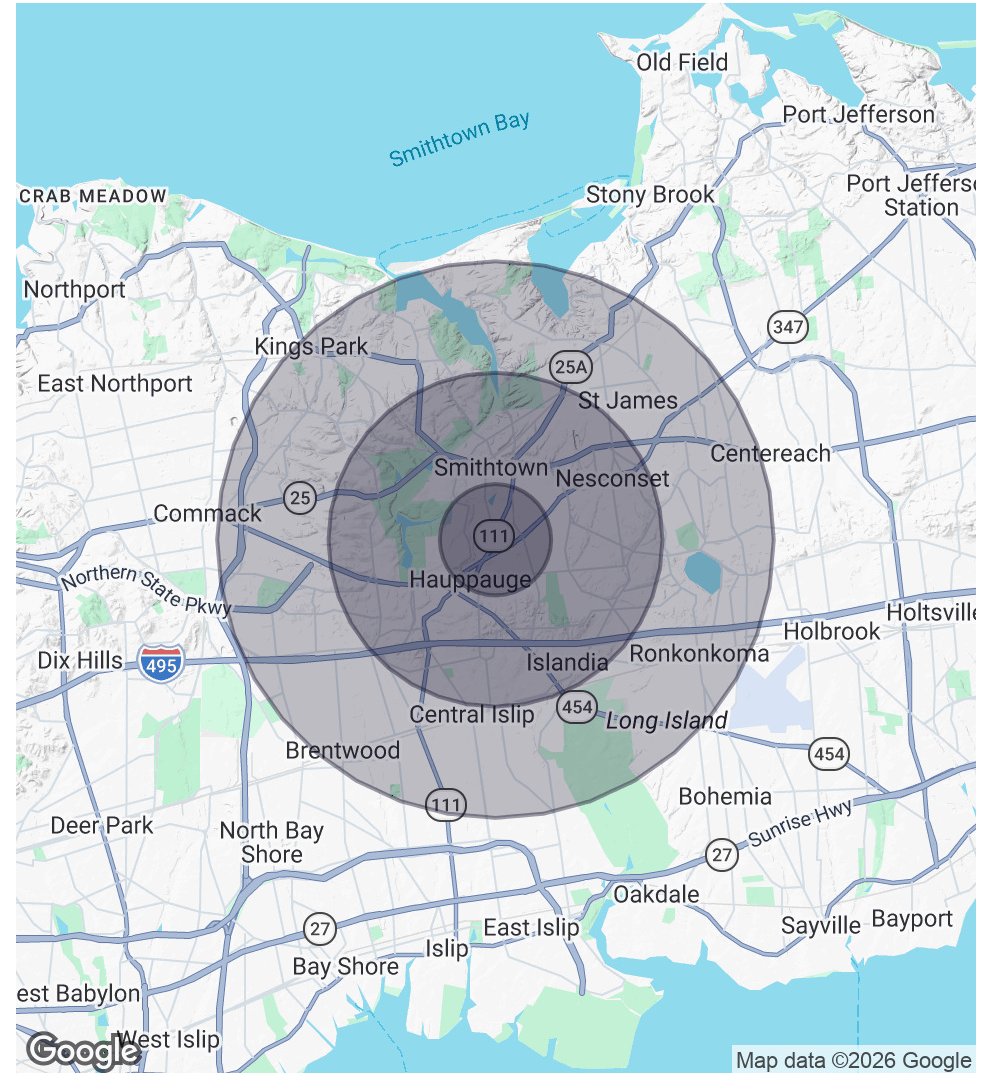 Old Field
Port Jefferson
Smithtown Bay
CRAB MEADOW
Stony Brook
Port Jefferso
Station
Northport
347
Kings Park
25A
East Northport
St James
Centereach
Smithtown
Nesconset
25
Commack
111
Hauppauge
Northern State Pkwy
Holtsville
Holbrook
Dix Hills
495
Islandia
Ronkonkoma
Central Islip
454
Long Island
Brentwood
454
111
Bohemia
Deer Park
North Bay
Shore
Sunrise Hwy
27
Oakdale
27
East Islip
Sayville
Bayport
Islip
Bay Shore
est Babylon
West Islip
Google
Map data ©2026 Google